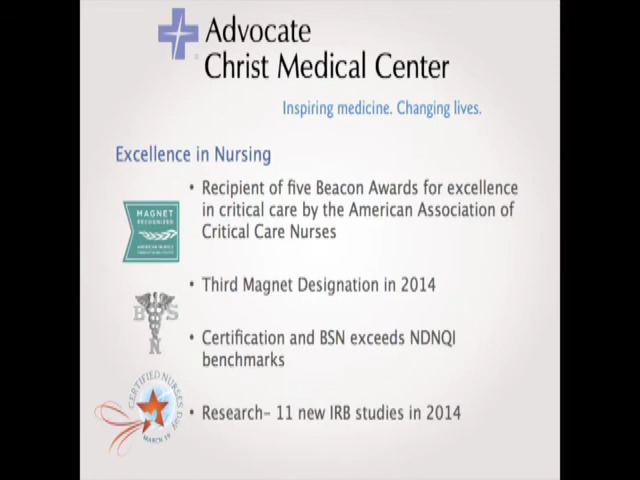 Advocate
Christ Medical Center
Inspiring medicine. Changing lives.
Excellence in Nursing
• Recipient of five Beacon Awards for excellence
in critical care by the American Association of
Critical Care Nurses
MAGNET
RECOGNIZED
AMERICAN NURSES
• Third Magnet Designation in 2014
B S
N
• Certification and BSN exceeds NDNQI
benchmarks
CERTIFIED NURSES DAY
MARCH 19
• Research- 11 new IRB studies in 2014